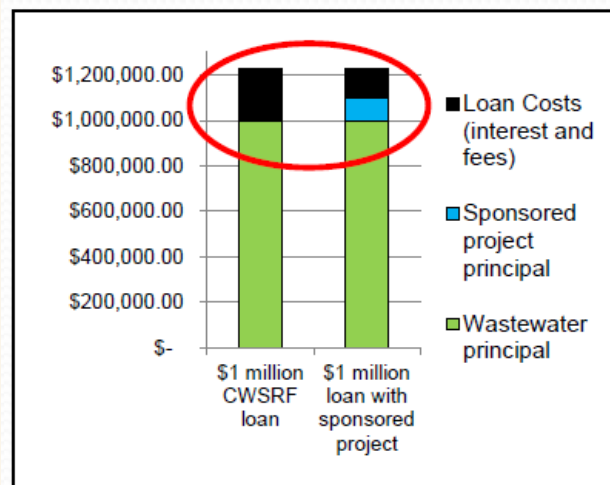 $1,200,000.00
$1,000,000.00
$800,000.00
$600,000.00
$400,000.00
$200,000.00
$-
$1 million
CWSRF
loan
$1 million
loan with
sponsored
project
Loan Costs
(interest and
fees)
Sponsored
project
principal
Wastewater
principal